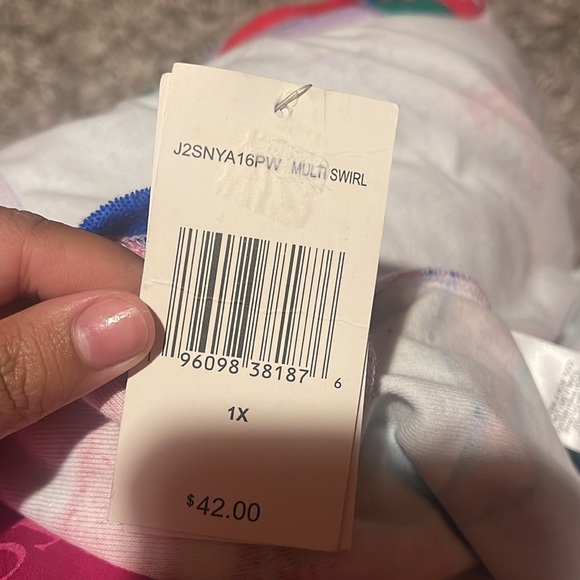 J2SNYA16PW MULTI SWIRL
96098 38187 6
1X
$42.00